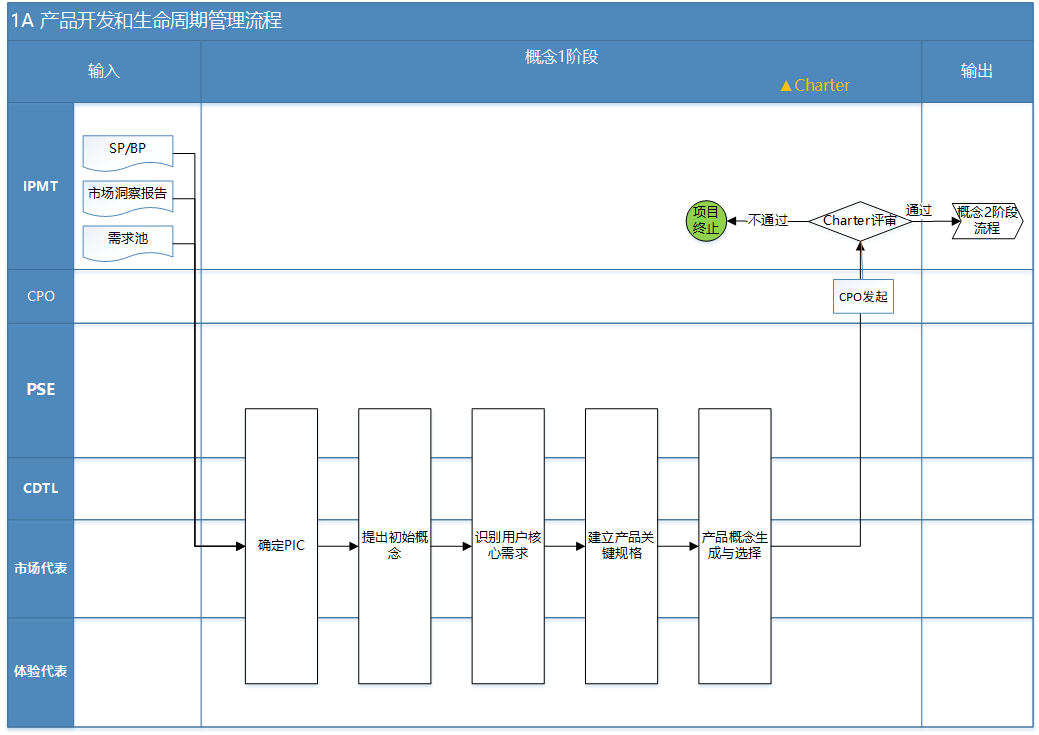 1A 产品开发和生命周期管理流程
输入
概念1阶段
▲Charter
输出
IPMT
SP/BP
市场洞察报告
需求池
项目
终止
不通过
Charter评审
通过
概念2阶段
流程
CPO
CPO发起
PSE
CDTL
市场代表
确定PIC
提出初始概
念
识别用户核
心需求
建立产品关
键规格
产品概念生
成与选择
体验代表